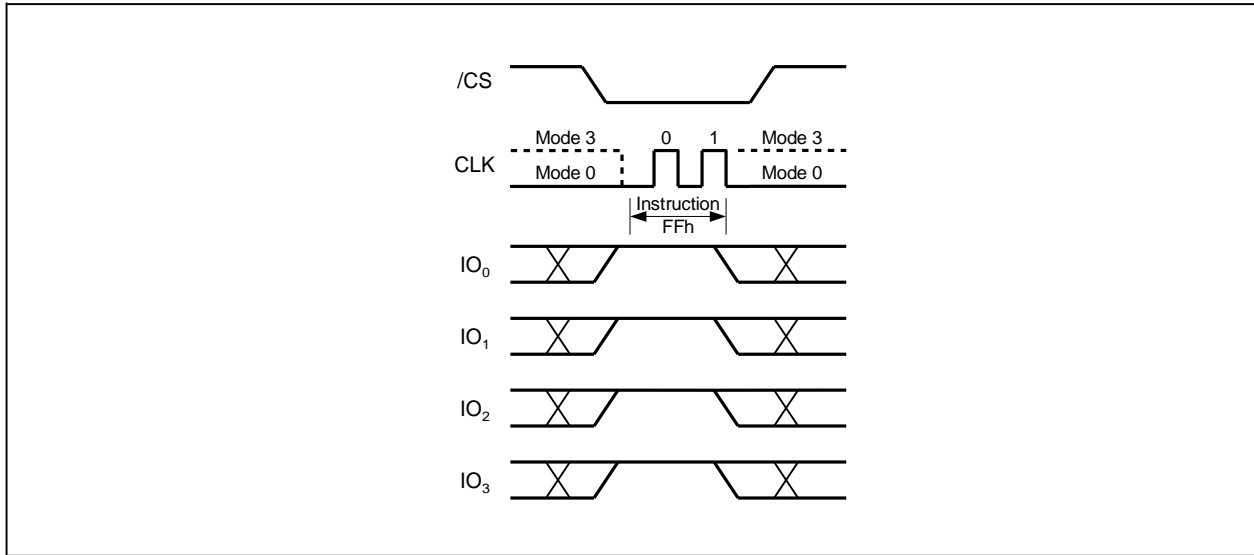 /CS
Mode 3 0 1 Mode 3
CLK
Mode 0 Mode 0
Instruction
FFh
IO₀
IO₁
IO₂
IO₃